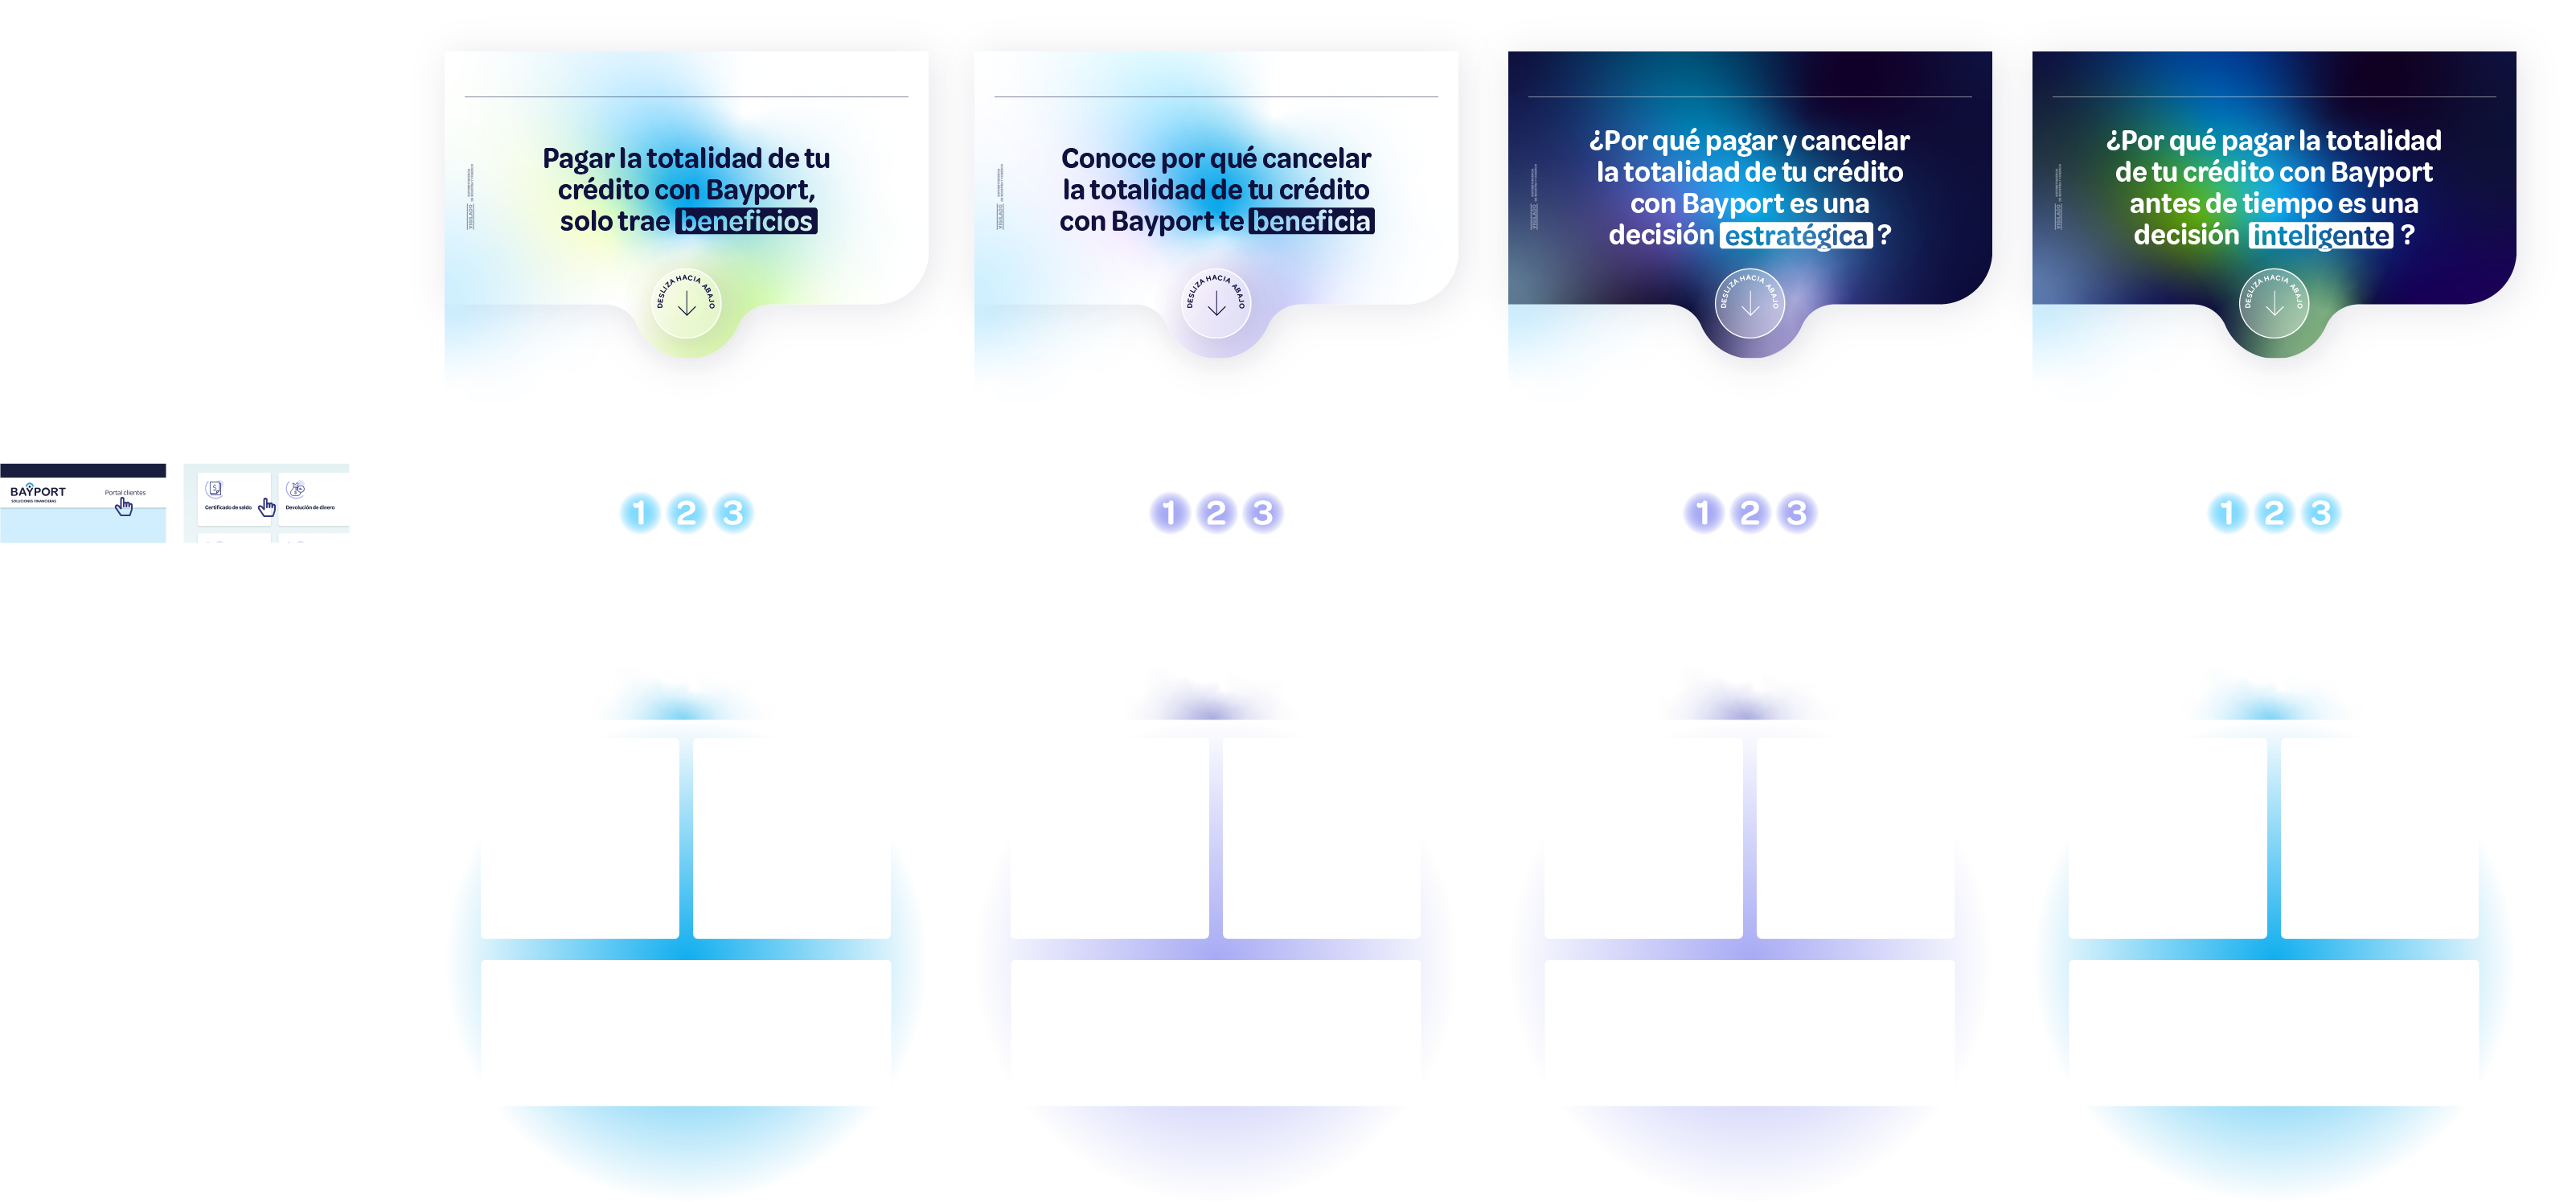 Pagar la totalidad de tu
crédito con Bayport,
solo trae beneficios
DESLIZA HACIA ABAJO
Conoce por qué cancelar
la totalidad de tu crédito
con Bayport te beneficia
DESLIZA HACIA ABAJO
¿Por qué pagar y cancelar
la totalidad de tu crédito
con Bayport es una
decisión estratégica ?
DESLIZA HACIA ABAJO
¿Por qué pagar la totalidad
de tu crédito con Bayport
antes de tiempo es una
decisión inteligente ?
DESLIZA HACIA ABAJO
BAYPORT
SOLUCIONES FINANCIERAS
Portal clientes
Certificado de saldo
Devolución de dinero
1 2 3
1 2 3
1 2 3
1 2 3